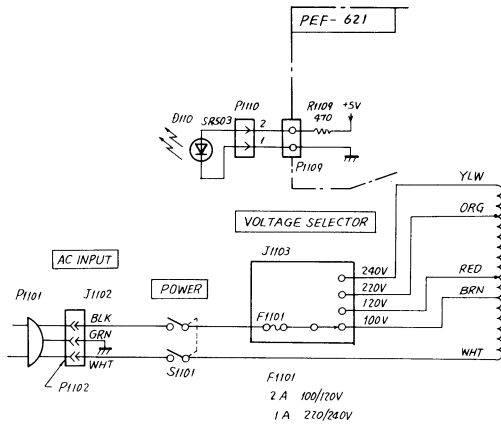 PEF- 621
P1110
R1109
470
+5V
D110
SR503
2
1
P1109
YLW
ORG
VOLTAGE SELECTOR
AC INPUT
J1103
RED
240V
220V
BRN
P1101
J1102
POWER
120V
F1101
100V
BLK
GRN
WHT
WHT
P1102
S1101
F1101
2 A 100/120V
1 A 220/240V